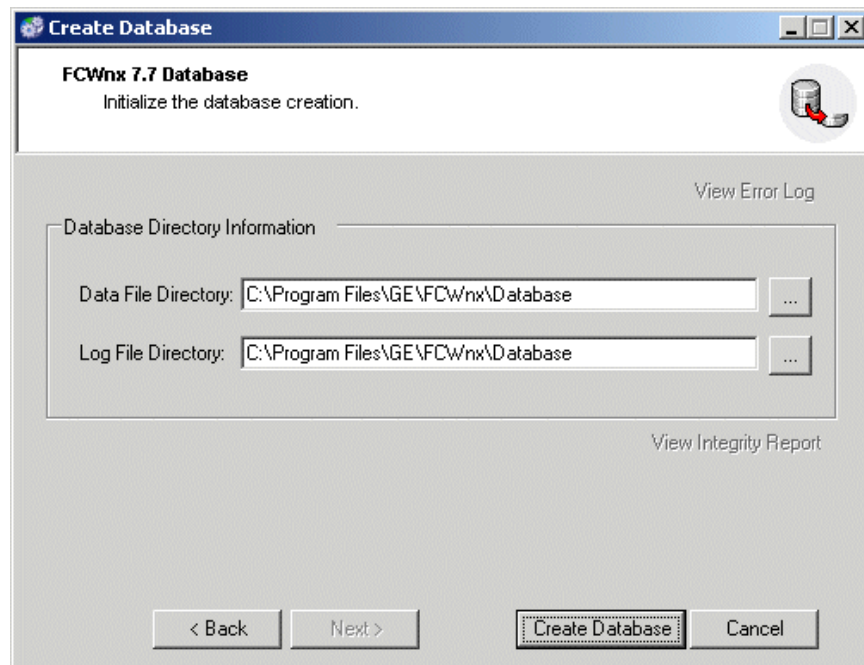 Create Database
FCWnx 7.7 Database
Initialize the database creation.
View Error Log
Database Directory Information
Data File Directory: C:\Program Files\GE\FCWnx\Database ...
Log File Directory: C:\Program Files\GE\FCWnx\Database ...
View Integrity Report
< Back Next > Create Database Cancel